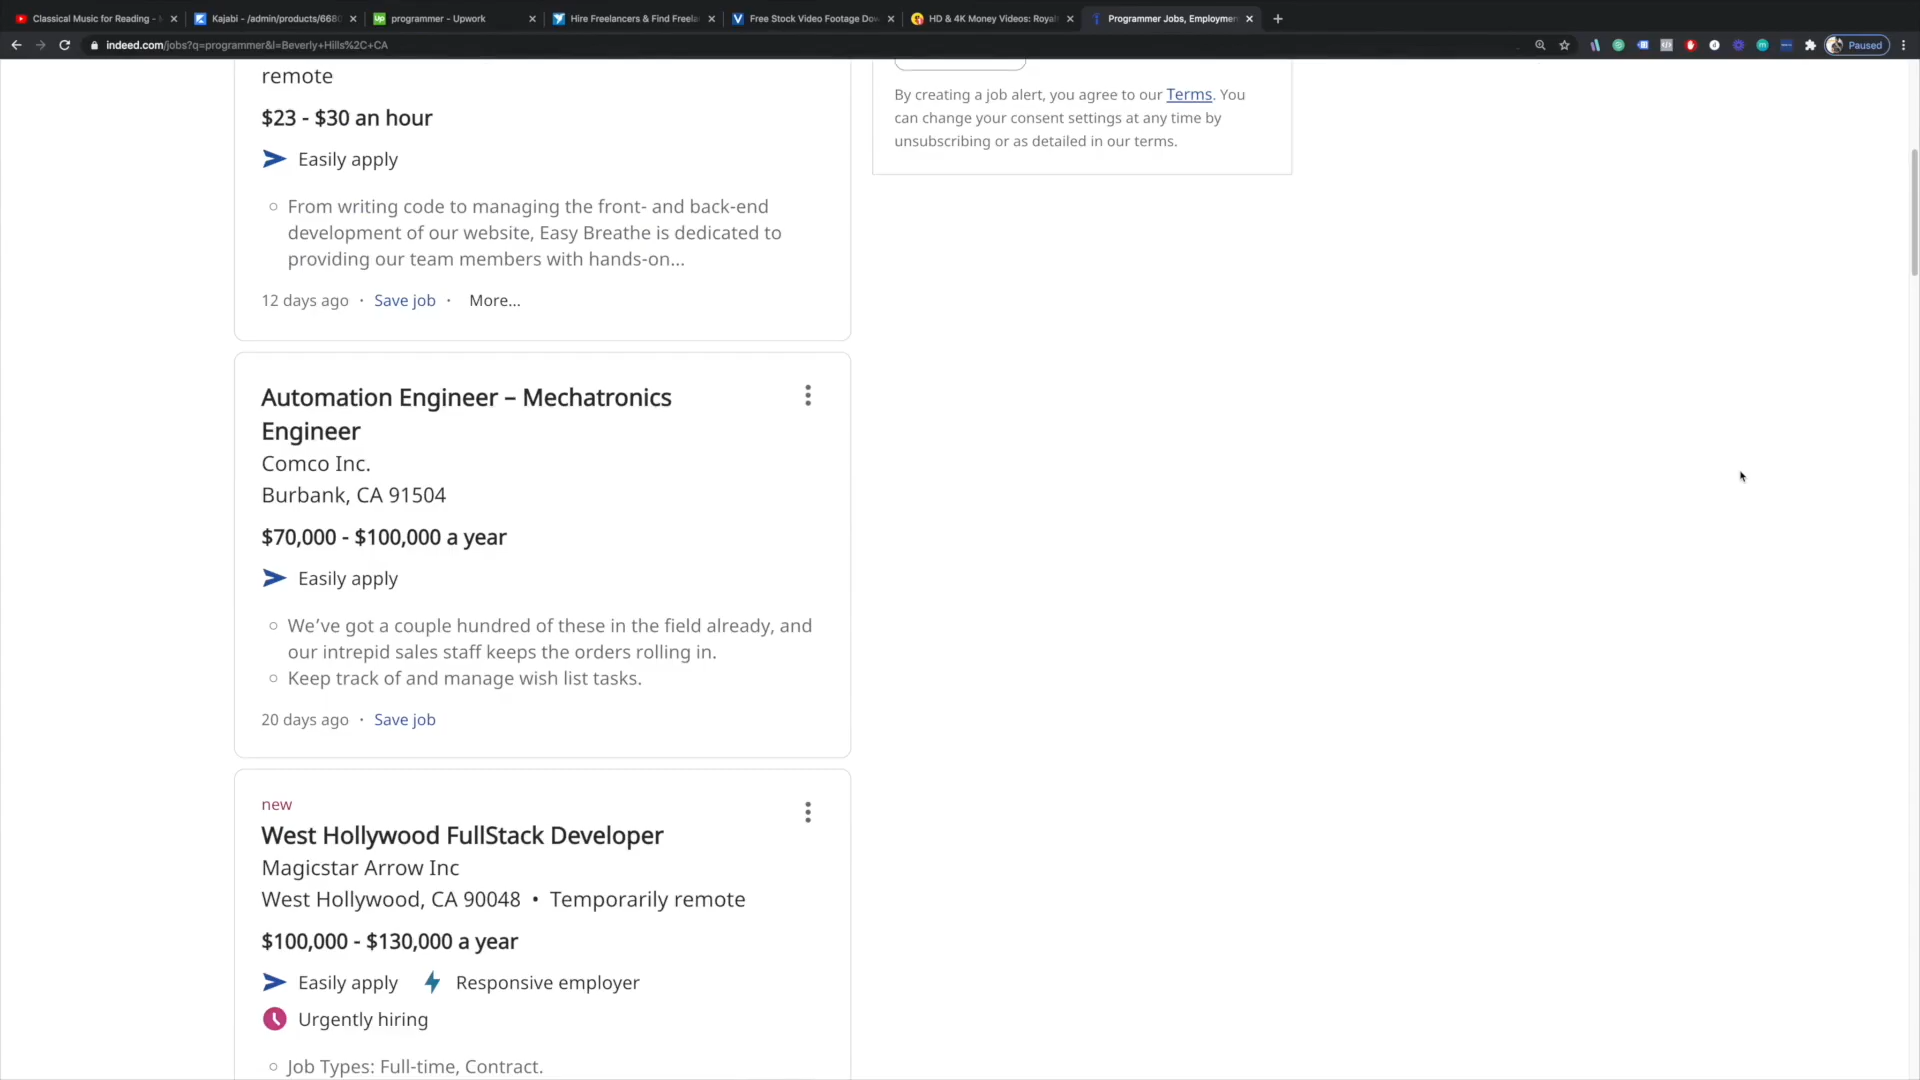 Classical Music for Reading -
Kajabi - /admin/products/6680
programmer - Upwork
Hire Freelancers & Find Freela
Free Stock Video Footage Dow
HD & 4K Money Videos: Royal
Programmer Jobs, Employmen
indeed.com/jobs?q=programmer&l=Beverly+Hills%2C+CA
Paused
remote
$23 - $30 an hour
Easily apply
From writing code to managing the front- and back-end
development of our website, Easy Breathe is dedicated to
providing our team members with hands-on...
12 days ago · Save job · More...
By creating a job alert, you agree to our Terms. You
can change your consent settings at any time by
unsubscribing or as detailed in our terms.
Automation Engineer – Mechatronics
Engineer
Comco Inc.
Burbank, CA 91504
$70,000 - $100,000 a year
Easily apply
We’ve got a couple hundred of these in the field already, and
our intrepid sales staff keeps the orders rolling in.
Keep track of and manage wish list tasks.
20 days ago · Save job
new
West Hollywood FullStack Developer
Magicstar Arrow Inc
West Hollywood, CA 90048 • Temporarily remote
$100,000 - $130,000 a year
Easily apply Responsive employer
Urgently hiring
Job Types: Full-time, Contract.